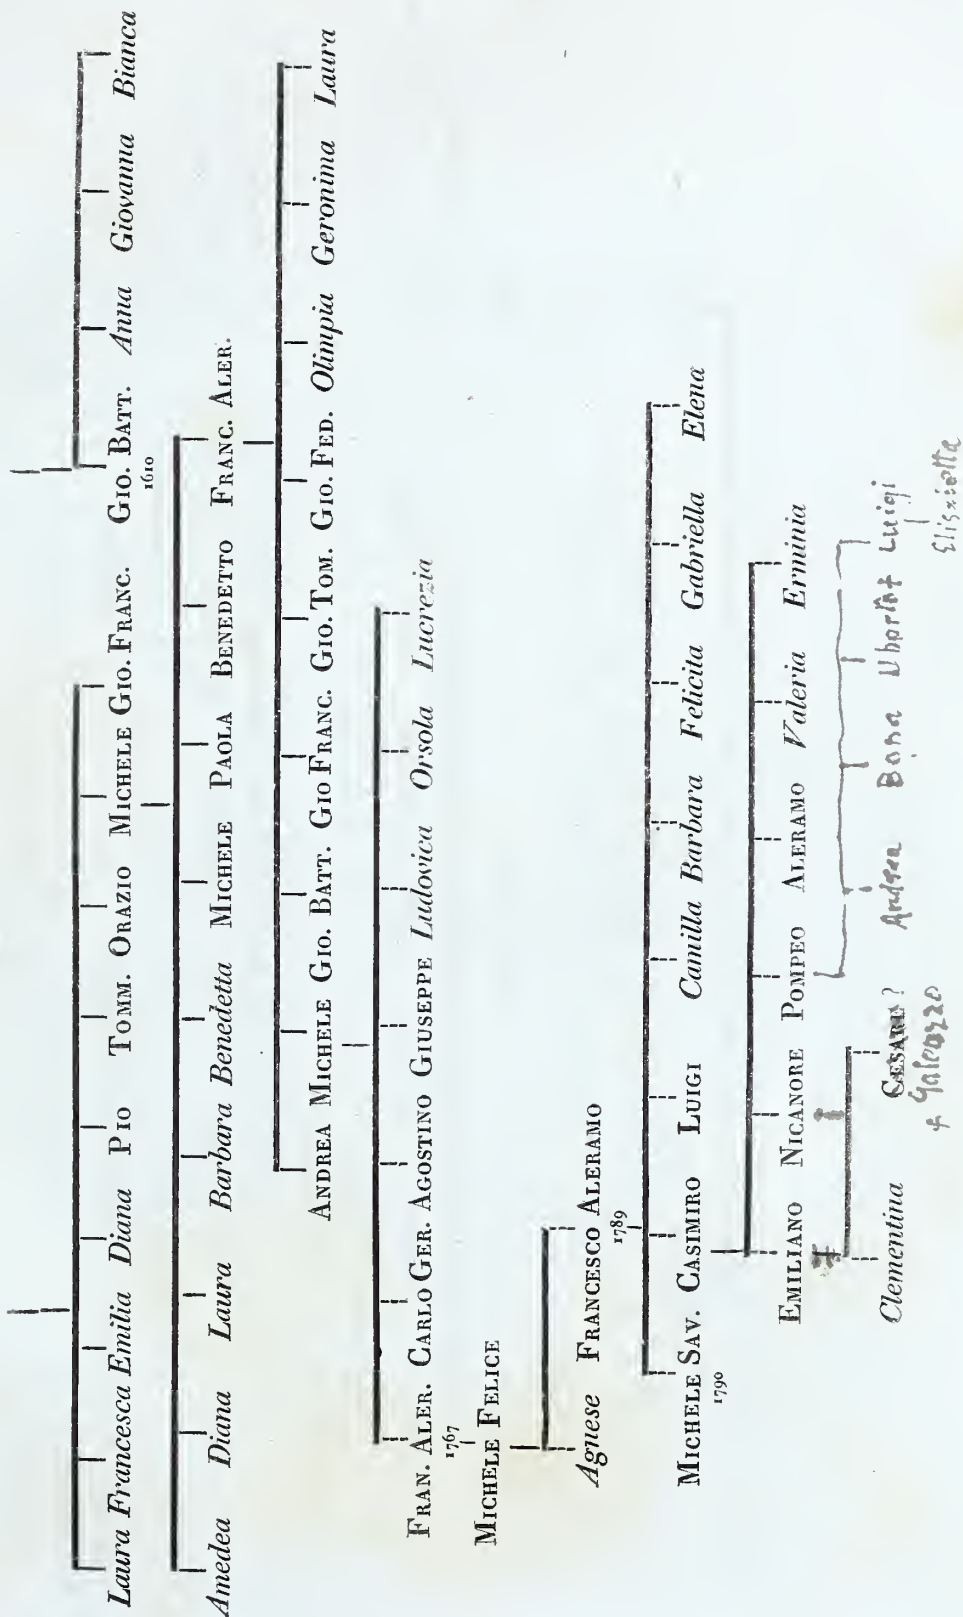 Laura Francesca Emilia Diana PIO TOMM. ORAZIO MICHELE GIO. FRANC. GIO. BATT. Anna Giovanna Bianca
1610
Amedea Diana Laura Barbara Benedetta MICHELE PAOLA BENEDETTO FRANC. ALER.
ANDREA MICHELE GIO. BATT. GIO FRANC. GIO. TOM. GIO. FED. Olimpia Geronima Laura
FRAN. ALER. CARLO GER. AGOSTINO GIUSEPPE Ludovica Orsola Lucrezia
1767
MICHELE FELICE
Agnese FRANCESCO ALERAMO
1789
MICHELE SAV. CASIMIRO LUIGI Camilla Barbara Felicita Gabriella Elena
1790
EMILIANO NICANORE POMPEO ALERAMO Valeria Erminia
Clementina CESARE? Andrea Bona Luigi
Galeazzo